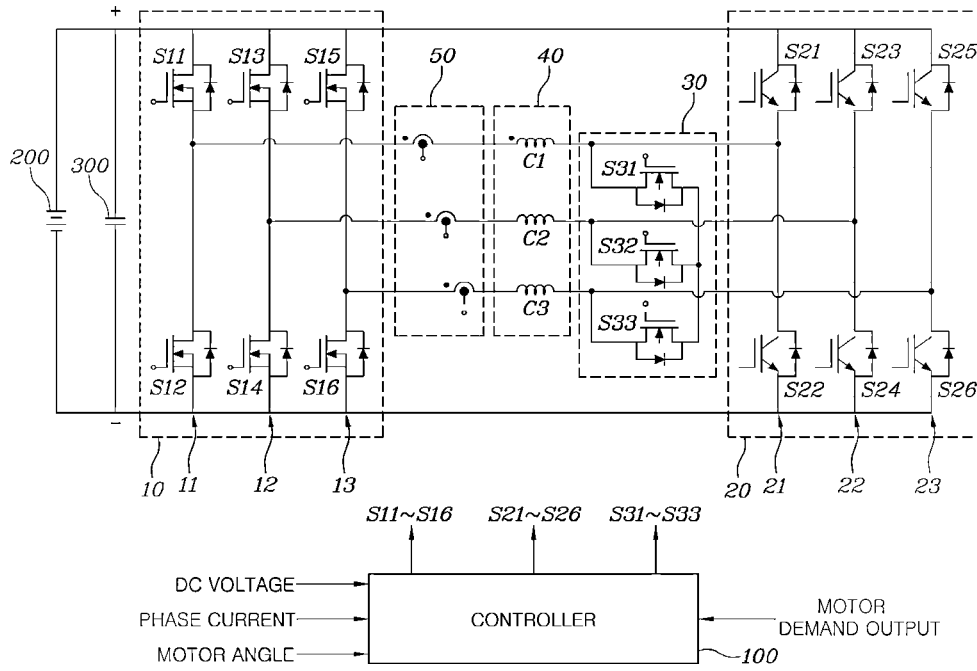 +
S11
S13
S15
50
40
S21
S23
S25
30
200
300
C1
S31
C2
S32
C3
S33
S12
S14
S16
S22
S24
S26
−
10
11
12
13
20
21
22
23
S11~S16
S21~S26
S31~S33
DC VOLTAGE
PHASE CURRENT
MOTOR ANGLE
CONTROLLER
MOTOR
DEMAND OUTPUT
100